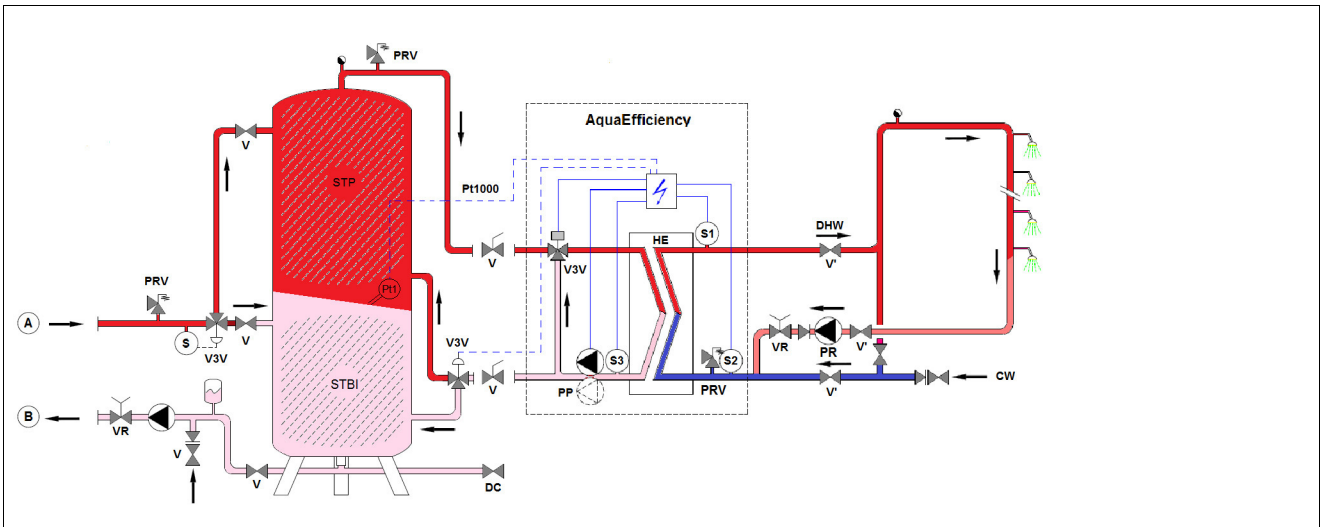 PRV
AquaEfficiency
V
STP
Pt1000
S1
HE
DHW
V
V3V
V'
PRV
Pt1
A
S
V3V
V
V3V
VR
PR
V'
STBI
V
S3
PP
PRV
S2
V'
CW
B
VR
V
V
DC